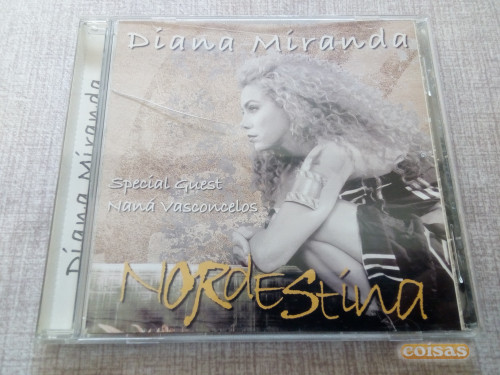 Diana Miranda
Diana Miranda
Special Guest
Naná Vasconcelos
NORdEStina
coisas